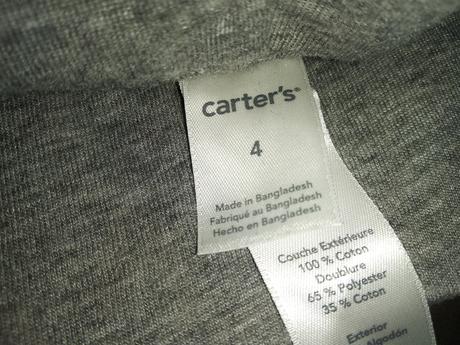 carter's®
4
Made in Bangladesh
Fabriqué au Bangladesh
Hecho en Bangladesh
Couche Extérieure
100 % Coton
Doublure
65 % Polyester
35 % Coton
Exterior
Algodón